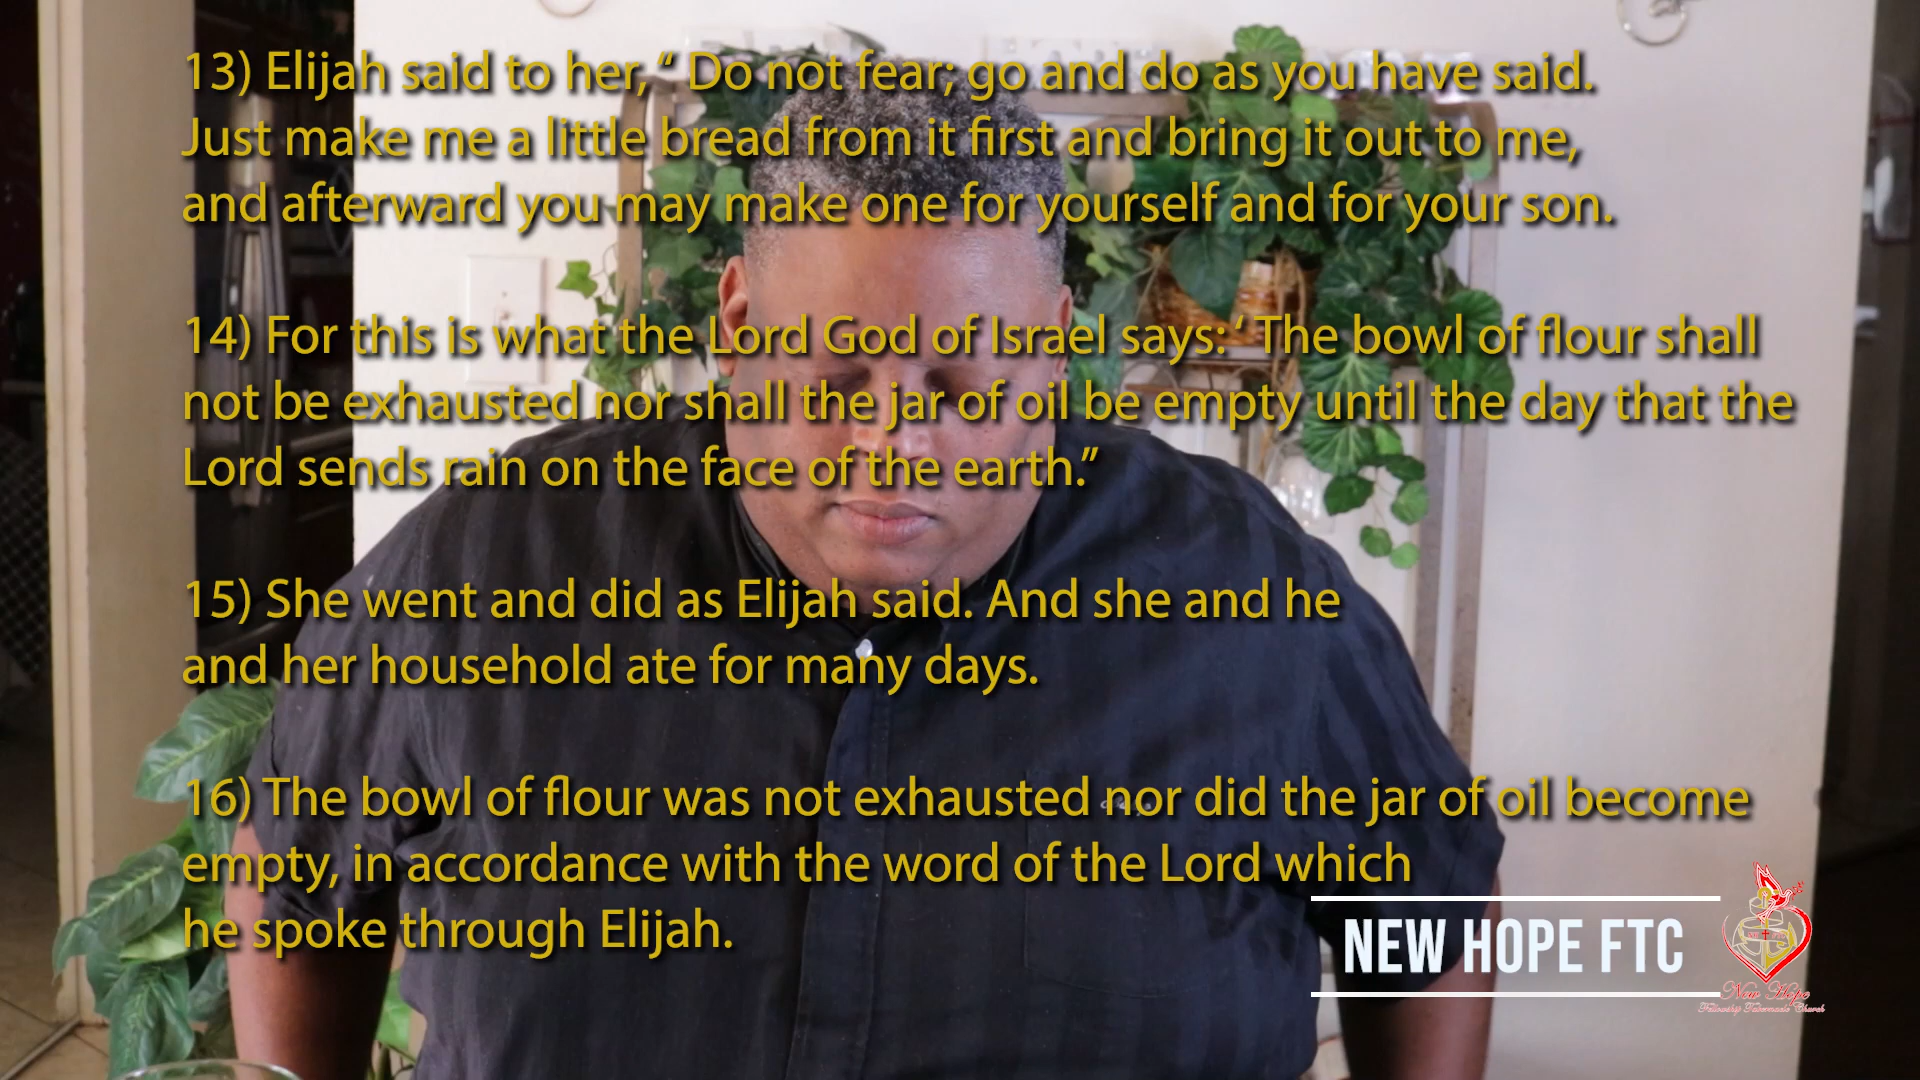 13) Elijah said to her, “ Do not fear; go and do as you have said.
Just make me a little bread from it first and bring it out to me,
and afterward you may make one for yourself and for your son.
14) For this is what the Lord God of Israel says: ‘ The bowl of flour shall
not be exhausted nor shall the jar of oil be empty until the day that the
Lord sends rain on the face of the earth.”
15) She went and did as Elijah said. And she and he
and her household ate for many days.
16) The bowl of flour was not exhausted nor did the jar of oil become
empty, in accordance with the word of the Lord which
he spoke through Elijah.
NEW HOPE FTC
New Hope
Fellowship Tabernacle Church